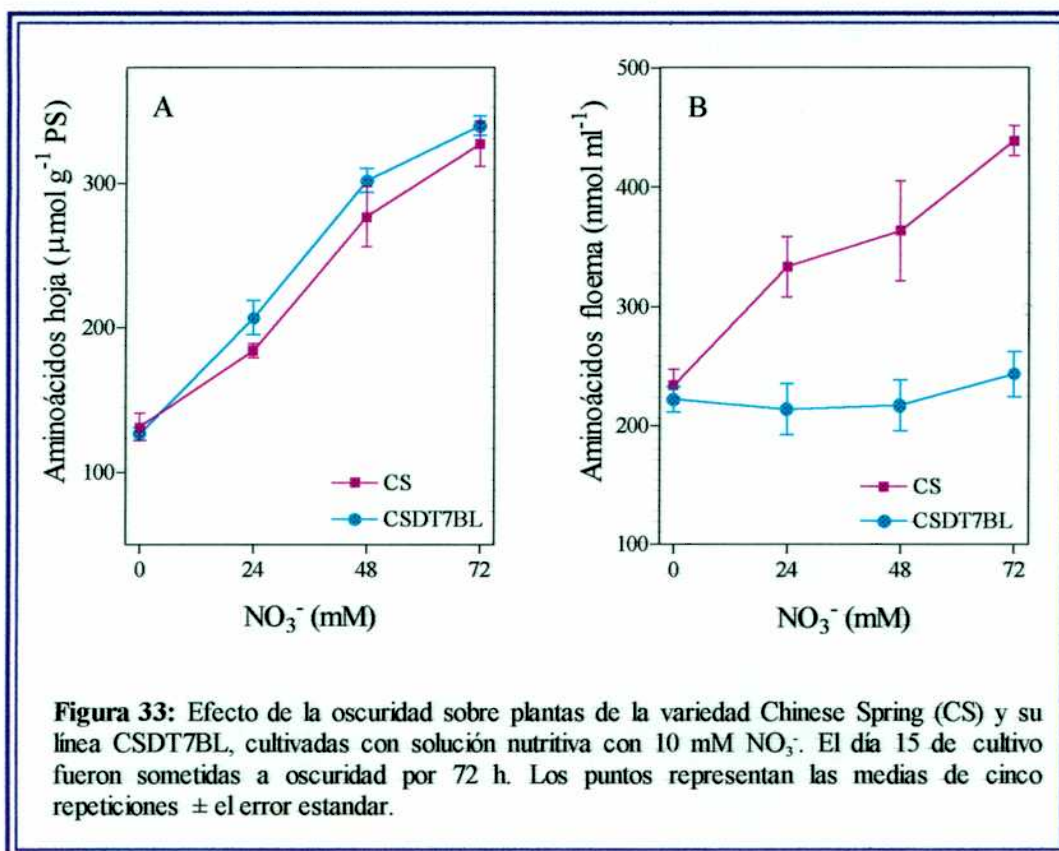 A
Aminoácidos hoja (μmol g⁻¹ PS)
300
200
100
CS
CSDT7BL
0 24 48 72
NO₃⁻ (mM)
B
Aminoácidos floema (nmol ml⁻¹)
500
400
300
200
100
CS
CSDT7BL
0 24 48 72
NO₃⁻ (mM)
Figura 33: Efecto de la oscuridad sobre plantas de la variedad Chinese Spring (CS) y su
línea CSDT7BL, cultivadas con solución nutritiva con 10 mM NO₃⁻. El día 15 de cultivo
fueron sometidas a oscuridad por 72 h. Los puntos representan las medias de cinco
repeticiones ± el error estandar.